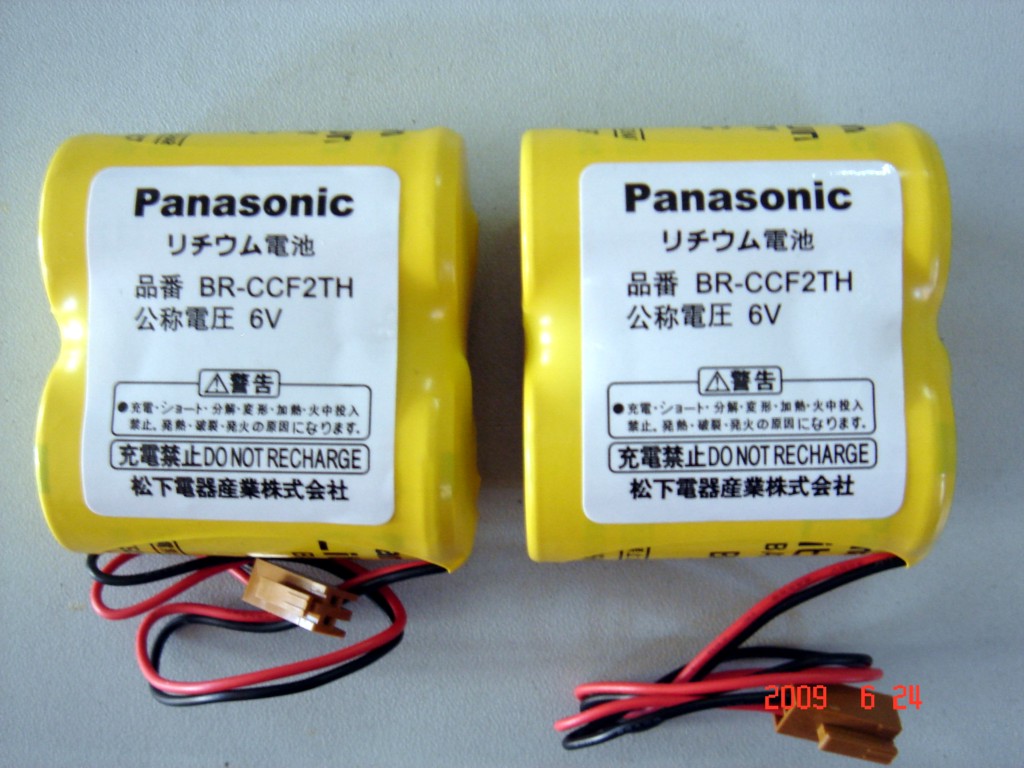 Panasonic
リチウム電池
品番 BR-CCF2TH
公称電圧 6V
⚠警告
●充電・ショート・分解・変形・加熱・火中投入
禁止。発熱・破裂・発火の原因になります。
充電禁止DO NOT RECHARGE
松下電器産業株式会社
Panasonic
リチウム電池
品番 BR-CCF2TH
公称電圧 6V
⚠警告
●充電・ショート・分解・変形・加熱・火中投入
禁止。発熱・破裂・発火の原因になります。
充電禁止DO NOT RECHARGE
松下電器産業株式会社
2009 6 24